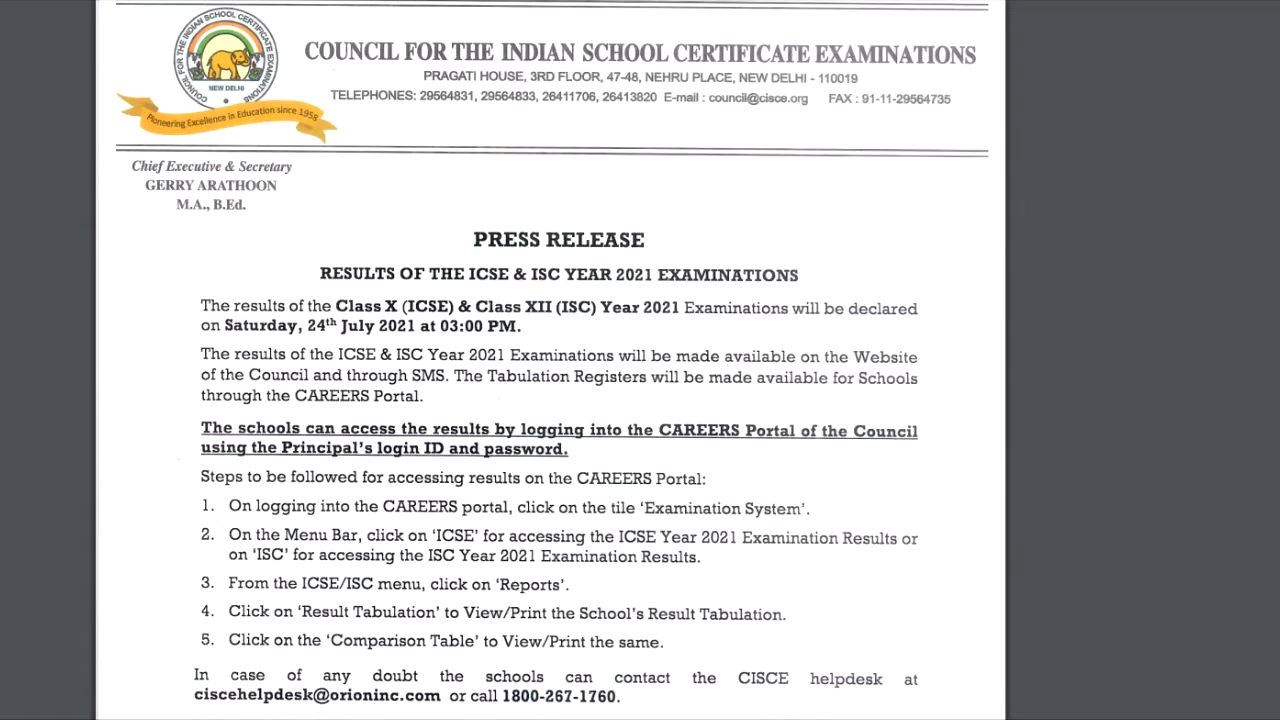 COUNCIL FOR THE INDIAN SCHOOL CERTIFICATE EXAMINATIONS
NEW DELHI
Pioneering Excellence in Education since 1958
COUNCIL FOR THE INDIAN SCHOOL CERTIFICATE EXAMINATIONS
PRAGATI HOUSE, 3RD FLOOR, 47-48, NEHRU PLACE, NEW DELHI - 110019
TELEPHONES: 29564831, 29564833, 26411706, 26413820 E-mail : council@cisce.org FAX : 91-11-29564735
Chief Executive & Secretary
GERRY ARATHOON
M.A., B.Ed.
PRESS RELEASE
RESULTS OF THE ICSE & ISC YEAR 2021 EXAMINATIONS
The results of the Class X (ICSE) & Class XII (ISC) Year 2021 Examinations will be declared
on Saturday, 24th July 2021 at 03:00 PM.
The results of the ICSE & ISC Year 2021 Examinations will be made available on the Website
of the Council and through SMS. The Tabulation Registers will be made available for Schools
through the CAREERS Portal.
The schools can access the results by logging into the CAREERS Portal of the Council
using the Principal's login ID and password.
Steps to be followed for accessing results on the CAREERS Portal:
1. On logging into the CAREERS portal, click on the tile 'Examination System'.
2. On the Menu Bar, click on 'ICSE' for accessing the ICSE Year 2021 Examination Results or
on 'ISC' for accessing the ISC Year 2021 Examination Results.
3. From the ICSE/ISC menu, click on 'Reports'.
4. Click on 'Result Tabulation' to View/Print the School's Result Tabulation.
5. Click on the 'Comparison Table' to View/Print the same.
In case of any doubt the schools can contact the CISCE helpdesk at
ciscehelpdesk@orioninc.com or call 1800-267-1760.